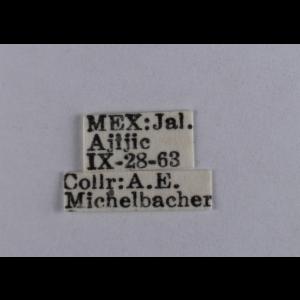 MEX:Jal.
Ajijic
IX-28-63
Collr:A.E.
Michelbacher